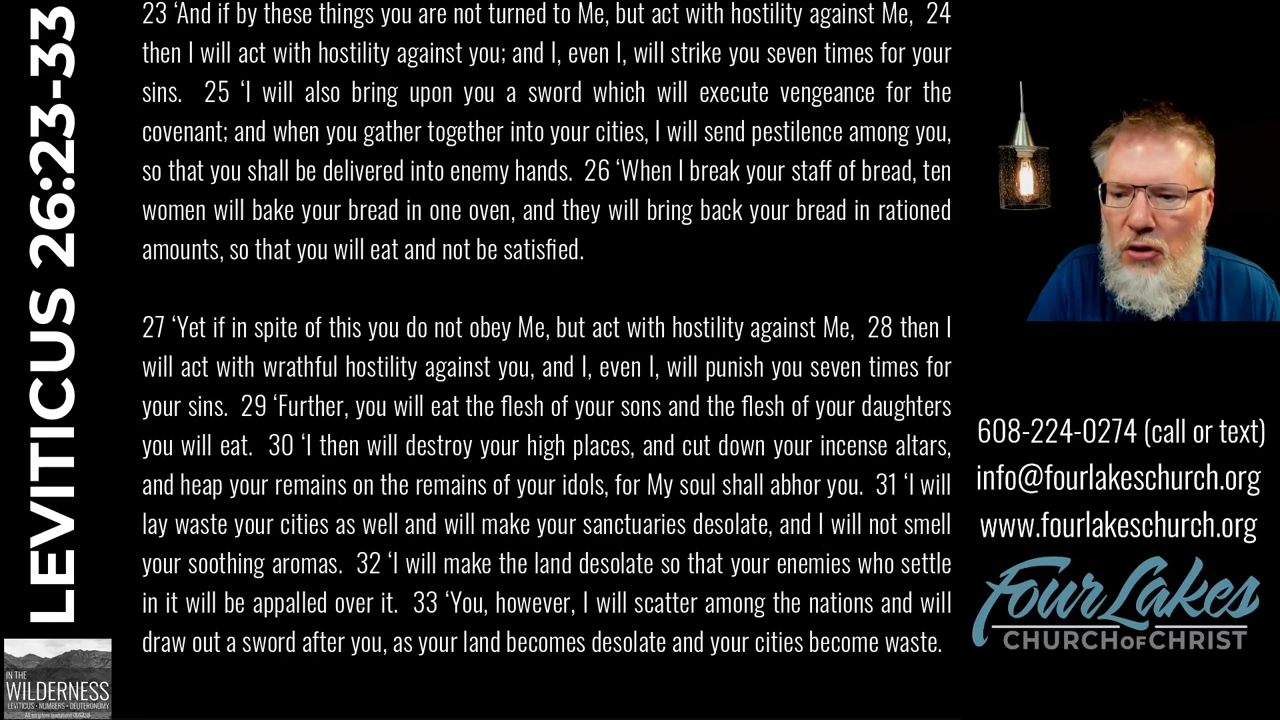 LEVITICUS 26:23-33
23 ‘And if by these things you are not turned to Me, but act with hostility against Me, 24
then I will act with hostility against you; and I, even I, will strike you seven times for your
sins. 25 ‘I will also bring upon you a sword which will execute vengeance for the
covenant; and when you gather together into your cities, I will send pestilence among you,
so that you shall be delivered into enemy hands. 26 ‘When I break your staff of bread, ten
women will bake your bread in one oven, and they will bring back your bread in rationed
amounts, so that you will eat and not be satisfied.
27 ‘Yet if in spite of this you do not obey Me, but act with hostility against Me, 28 then I
will act with wrathful hostility against you, and I, even I, will punish you seven times for
your sins. 29 ‘Further, you will eat the flesh of your sons and the flesh of your daughters
you will eat. 30 ‘I then will destroy your high places, and cut down your incense altars,
and heap your remains on the remains of your idols, for My soul shall abhor you. 31 ‘I will
lay waste your cities as well and will make your sanctuaries desolate, and I will not smell
your soothing aromas. 32 ‘I will make the land desolate so that your enemies who settle
in it will be appalled over it. 33 ‘You, however, I will scatter among the nations and will
draw out a sword after you, as your land becomes desolate and your cities become waste.
608-224-0274 (call or text)
info@fourlakeschurch.org
www.fourlakeschurch.org
Four Lakes
CHURCH OF CHRIST
IN THE
WILDERNESS
LEVITICUS • NUMBERS • DEUTERONOMY